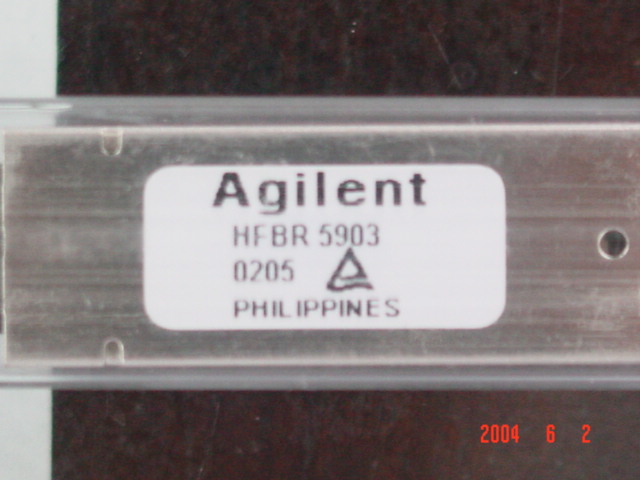 Agilent
HFBR 5903
0205
PHILIPPINES
2004 6 2